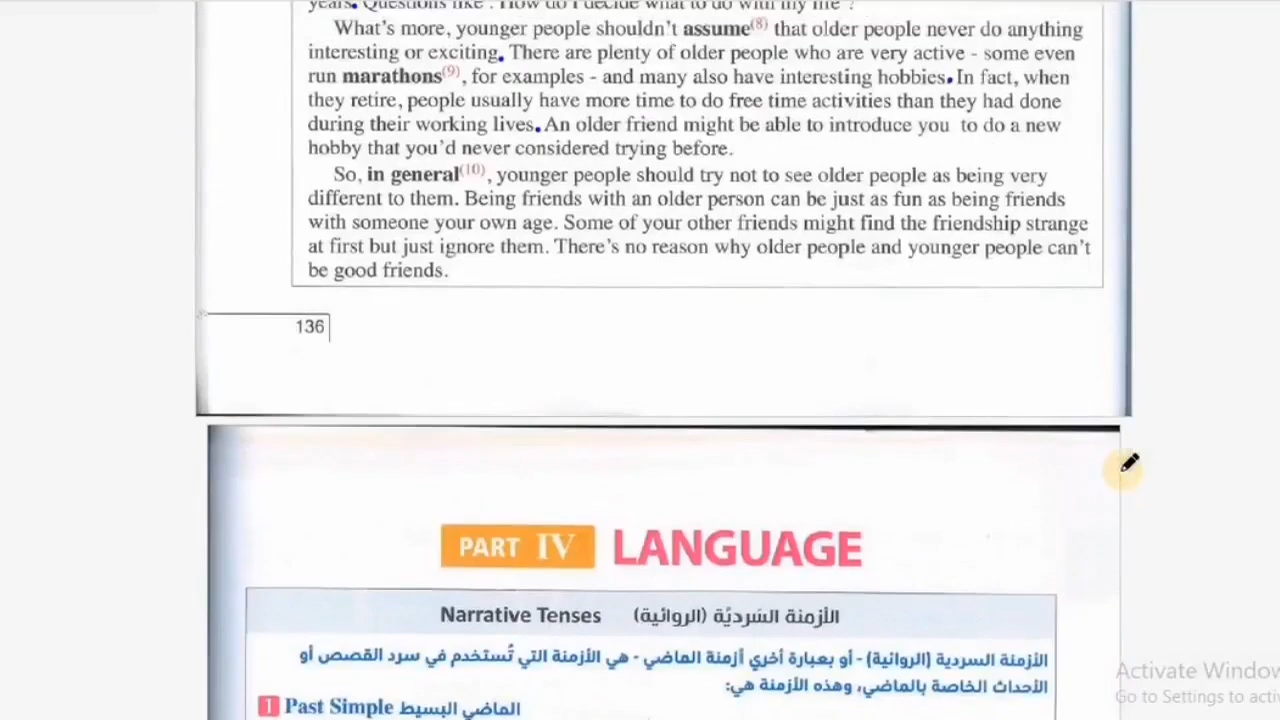 years. Questions like : How do I decide what to do with my life ?
What's more, younger people shouldn't assume(8) that older people never do anything
interesting or exciting. There are plenty of older people who are very active - some even
run marathons(9), for examples - and many also have interesting hobbies. In fact, when
they retire, people usually have more time to do free time activities than they had done
during their working lives. An older friend might be able to introduce you to do a new
hobby that you'd never considered trying before.
So, in general(10), younger people should try not to see older people as being very
different to them. Being friends with an older person can be just as fun as being friends
with someone your own age. Some of your other friends might find the friendship strange
at first but just ignore them. There's no reason why older people and younger people can't
be good friends.
136
PART IV LANGUAGE
Narrative Tenses الأزمنة السَرديَّة (الروائية)
الأزمنة السردية (الروائية) - أو بعبارة أخري أزمنة الماضي - هي الأزمنة التي تُستخدم في سرد القصص أو
الأحداث الخاصة بالماضي، وهذه الأزمنة هي:
1 Past Simple الماضي البسيط
Activate Window
Go to Settings to acti